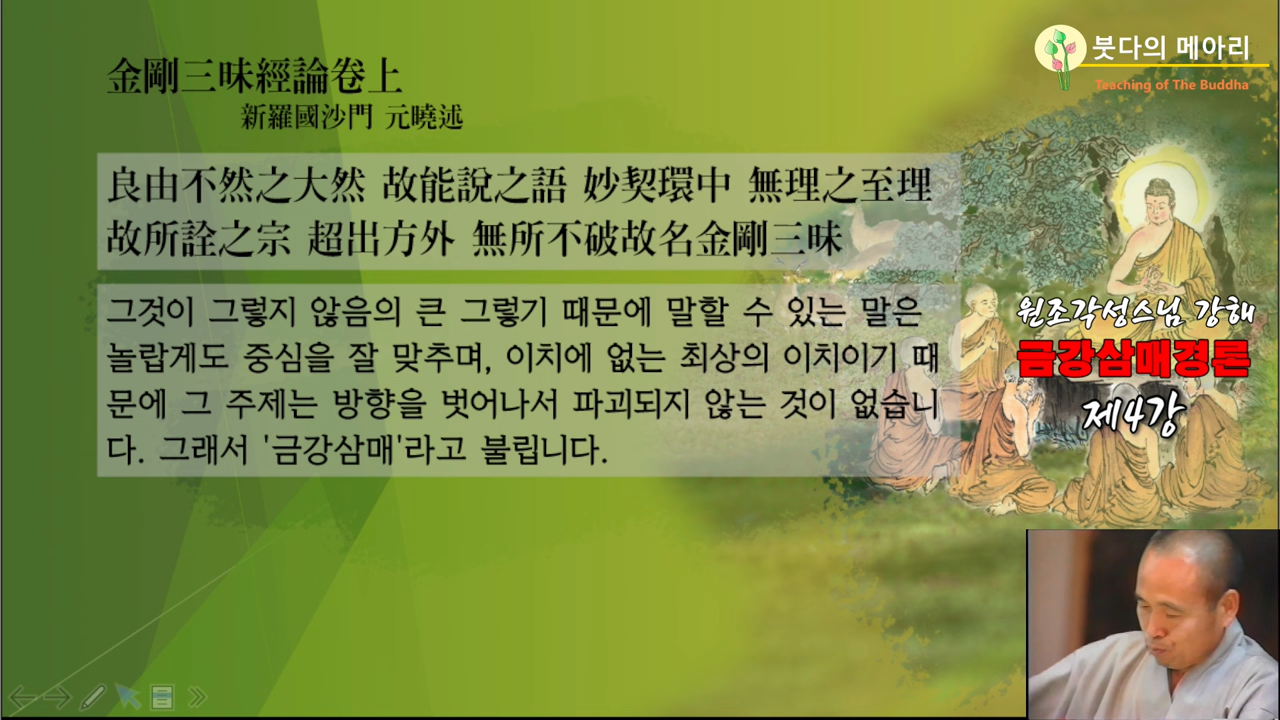 붓다의 메아리
Teaching of The Buddha
金剛三昧經論卷上
新羅國沙門 元曉述
良由不然之大然 故能說之語 妙契環中 無理之至理
故所詮之宗 超出方外 無所不破故名金剛三昧
그것이 그렇지 않음의 큰 그렇기 때문에 말할 수 있는 말은
놀랍게도 중심을 잘 맞추며, 이치에 없는 최상의 이치이기 때
문에 그 주제는 방향을 벗어나서 파괴되지 않는 것이 없습니
다. 그래서 '금강삼매'라고 불립니다.
원조각성스님 강해
금강삼매경론
제4강